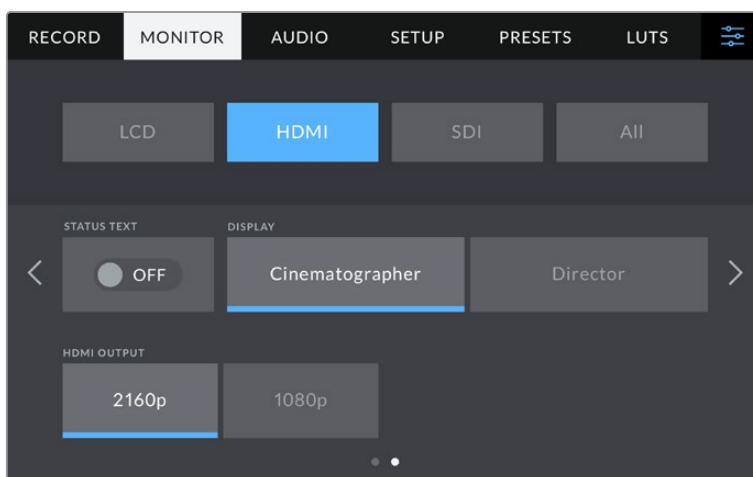 RECORD MONITOR AUDIO SETUP PRESETS LUTS
LCD HDMI SDI All
STATUS TEXT DISPLAY
OFF Cinematographer Director
HDMI OUTPUT
2160p 1080p